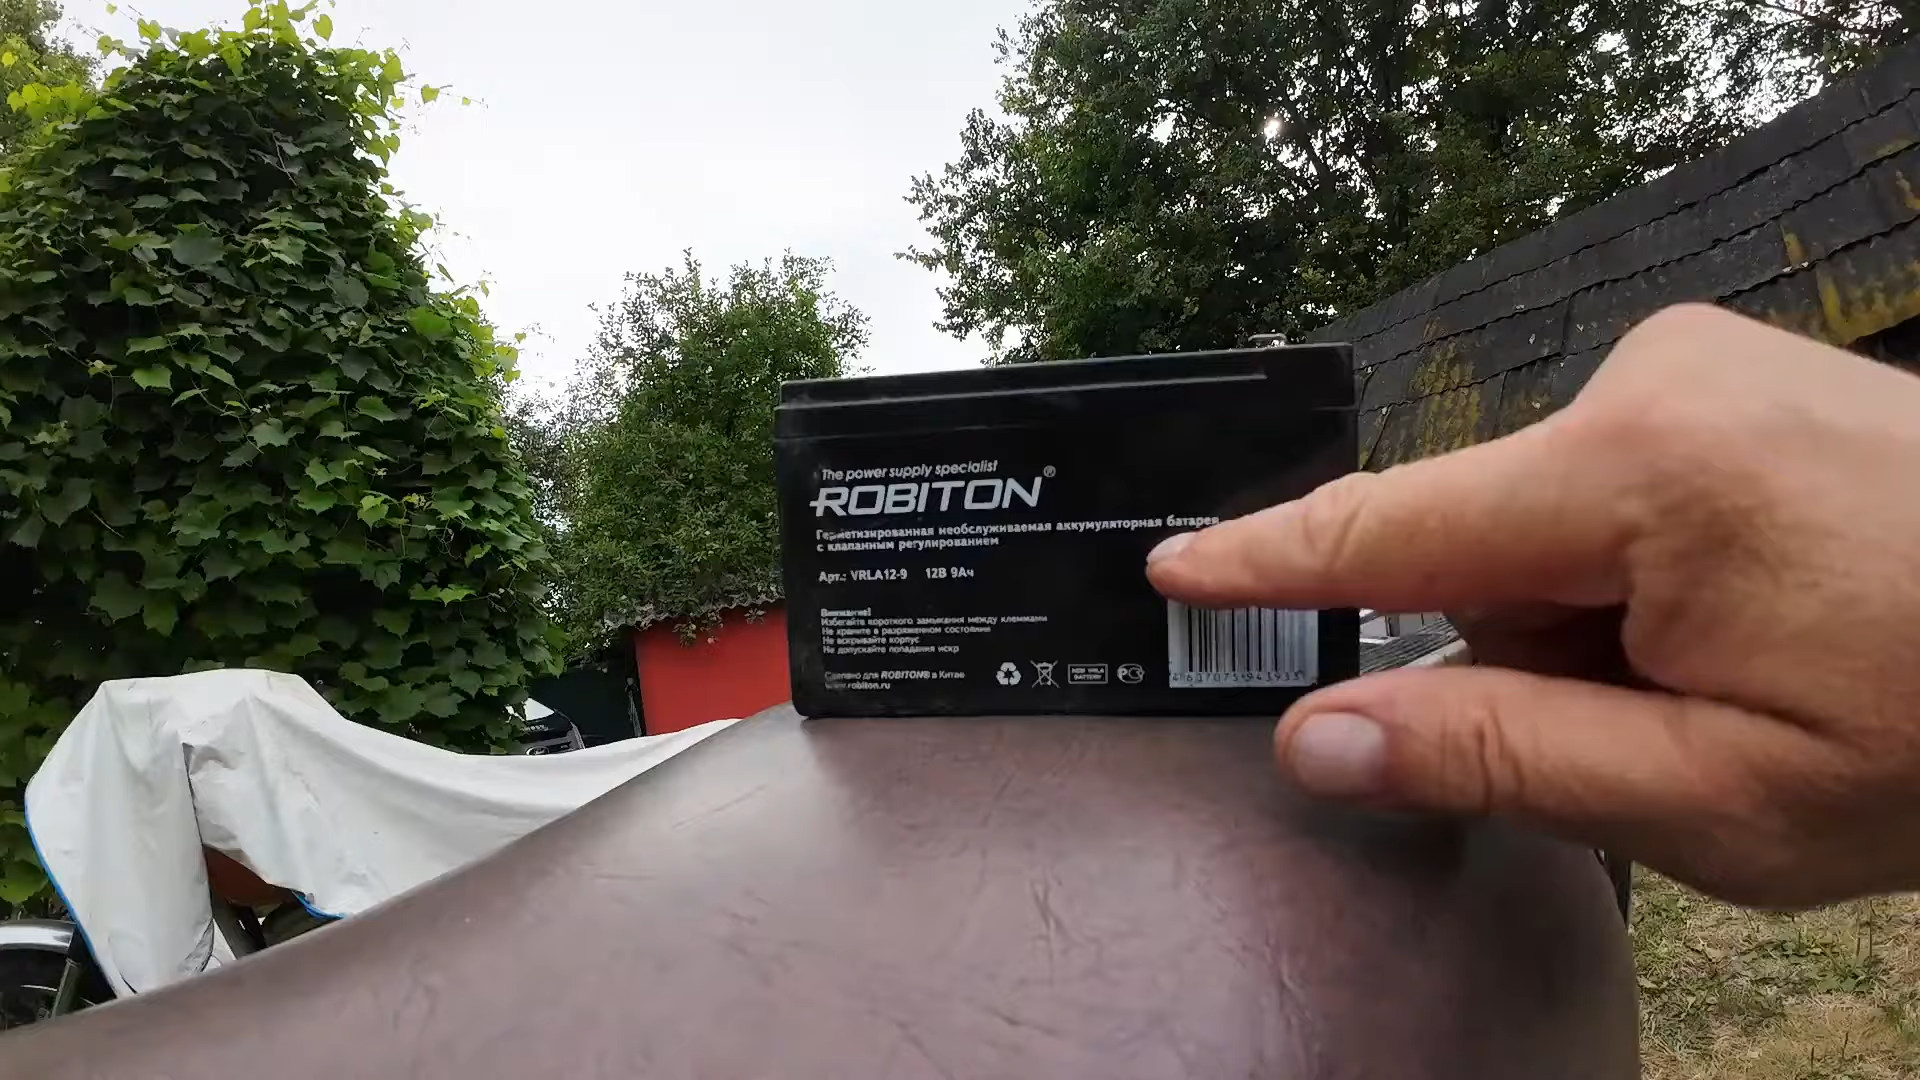 The power supply specialist
ROBITON®
Герметизированная необслуживаемая аккумуляторная батарея
с клапанным регулированием
Арт.: VRLA12-9 12В 9Ач
Внимание!
Избегайте короткого замыкания между клеммами
Не храните в разряженном состоянии
Не вскрывайте корпус
Не допускайте попадания искр
Сделано для ROBITON® в Китае
www.robiton.ru
BATTERY
РС